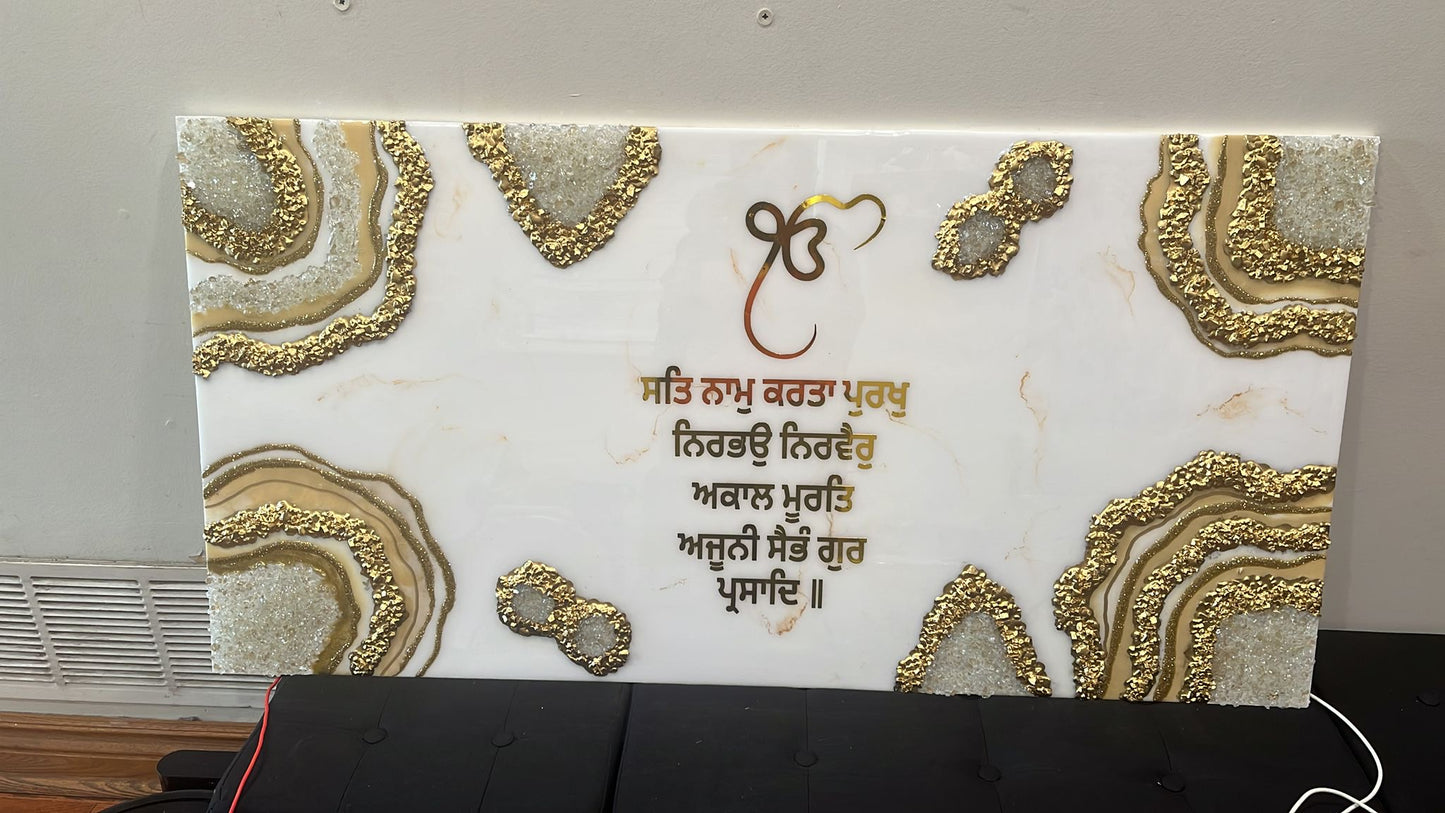 ੴ
ਸਤਿ ਨਾਮੁ ਕਰਤਾ ਪੁਰਖੁ
ਨਿਰਭਉ ਨਿਰਵੈਰੁ
ਅਕਾਲ ਮੂਰਤਿ
ਅਜੂਨੀ ਸੈਭੰ ਗੁਰ
ਪ੍ਰਸਾਦਿ ॥